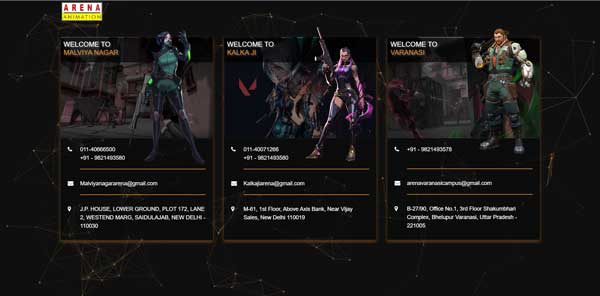 ARENA
ANIMATION
WELCOME TO
MALVIYA NAGAR
011-40666500
+91 - 9821493580
Malviyanagararena@gmail.com
J.P. HOUSE, LOWER GROUND, PLOT 172, LANE
2, WESTEND MARG, SAIDULAJAB, NEW DELHI -
110030
WELCOME TO
KALKA JI
011-40071266
+91 - 9821493580
Kalkajiarena@gmail.com
M-61, 1st Floor, Above Axis Bank, Near Vijay
Sales, New Delhi 110019
WELCOME TO
VARANASI
+91 - 9821493578
arenavaranasicampus@gmail.com
B-27/90, Office No.1, 3rd Floor Shakumbhari
Complex, Bhelupur Varanasi, Uttar Pradesh -
221005